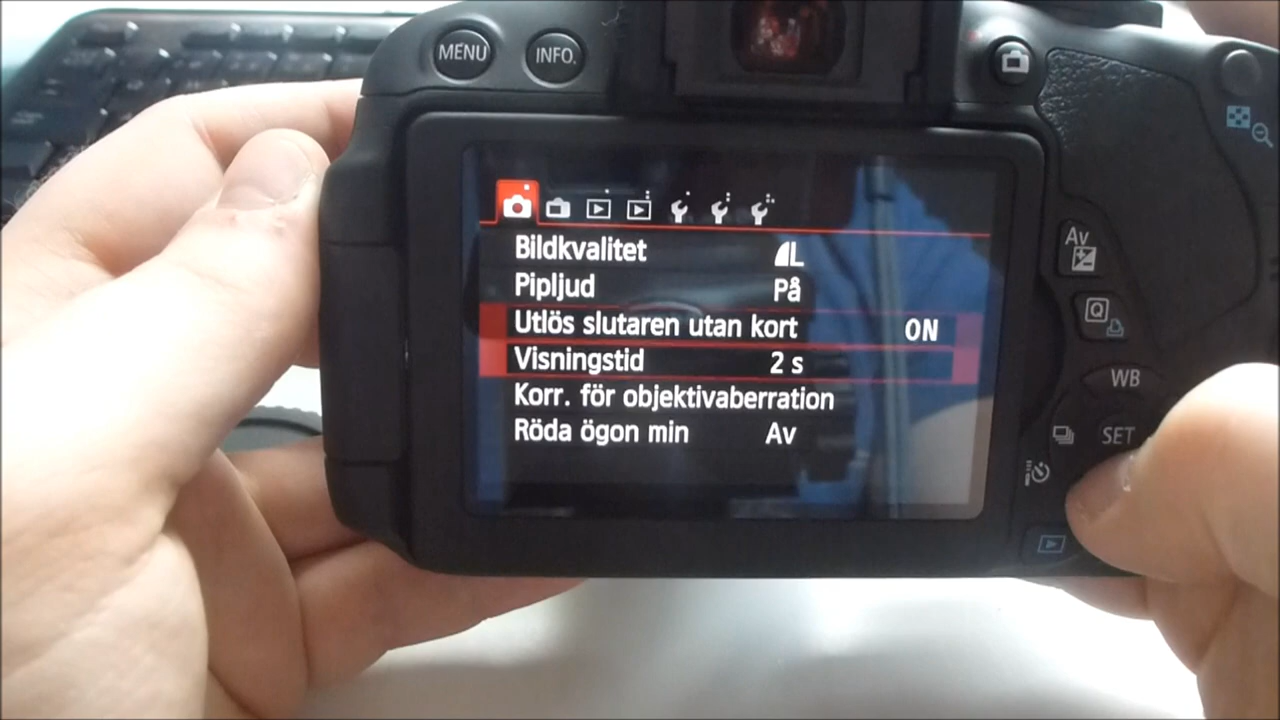 MENU
INFO.
Bildkvalitet L
Pipljud På
Utlös slutaren utan kort ON
Visningstid 2 s
Korr. för objektivaberration
Röda ögon min Av
Av
Q
WB
SET